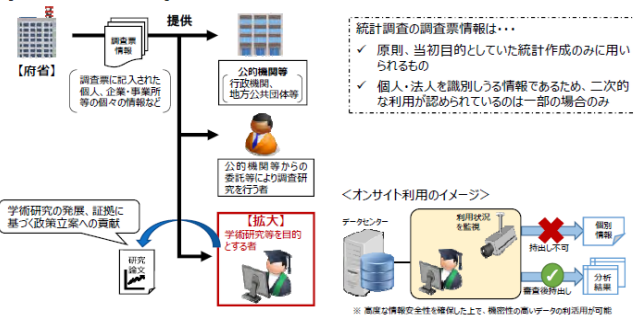 【府省】
調査票
情報
調査票に記入された
個人、企業・事業所
等の個々の情報など
提供
公的機関等
行政機関、
地方公共団体等
公的機関等からの
委託等により調査研
究を行う者
【拡大】
学術研究等を目的
とする者
学術研究の発展、証拠に
基づく政策立案への貢献
研究
論文
統計調査の調査票情報は・・・
✓ 原則、当初目的としていた統計作成のみに用い
られるもの
✓ 個人・法人を識別しうる情報であるため、二次的
な利用が認められているのは一部の場合のみ
＜オンサイト利用のイメージ＞
データセンター
利用状況
を監視
持出し不可
個別
情報
審査後持出し
分析
結果
※ 高度な情報安全性を確保した上で、機密性の高いデータの利活用が可能